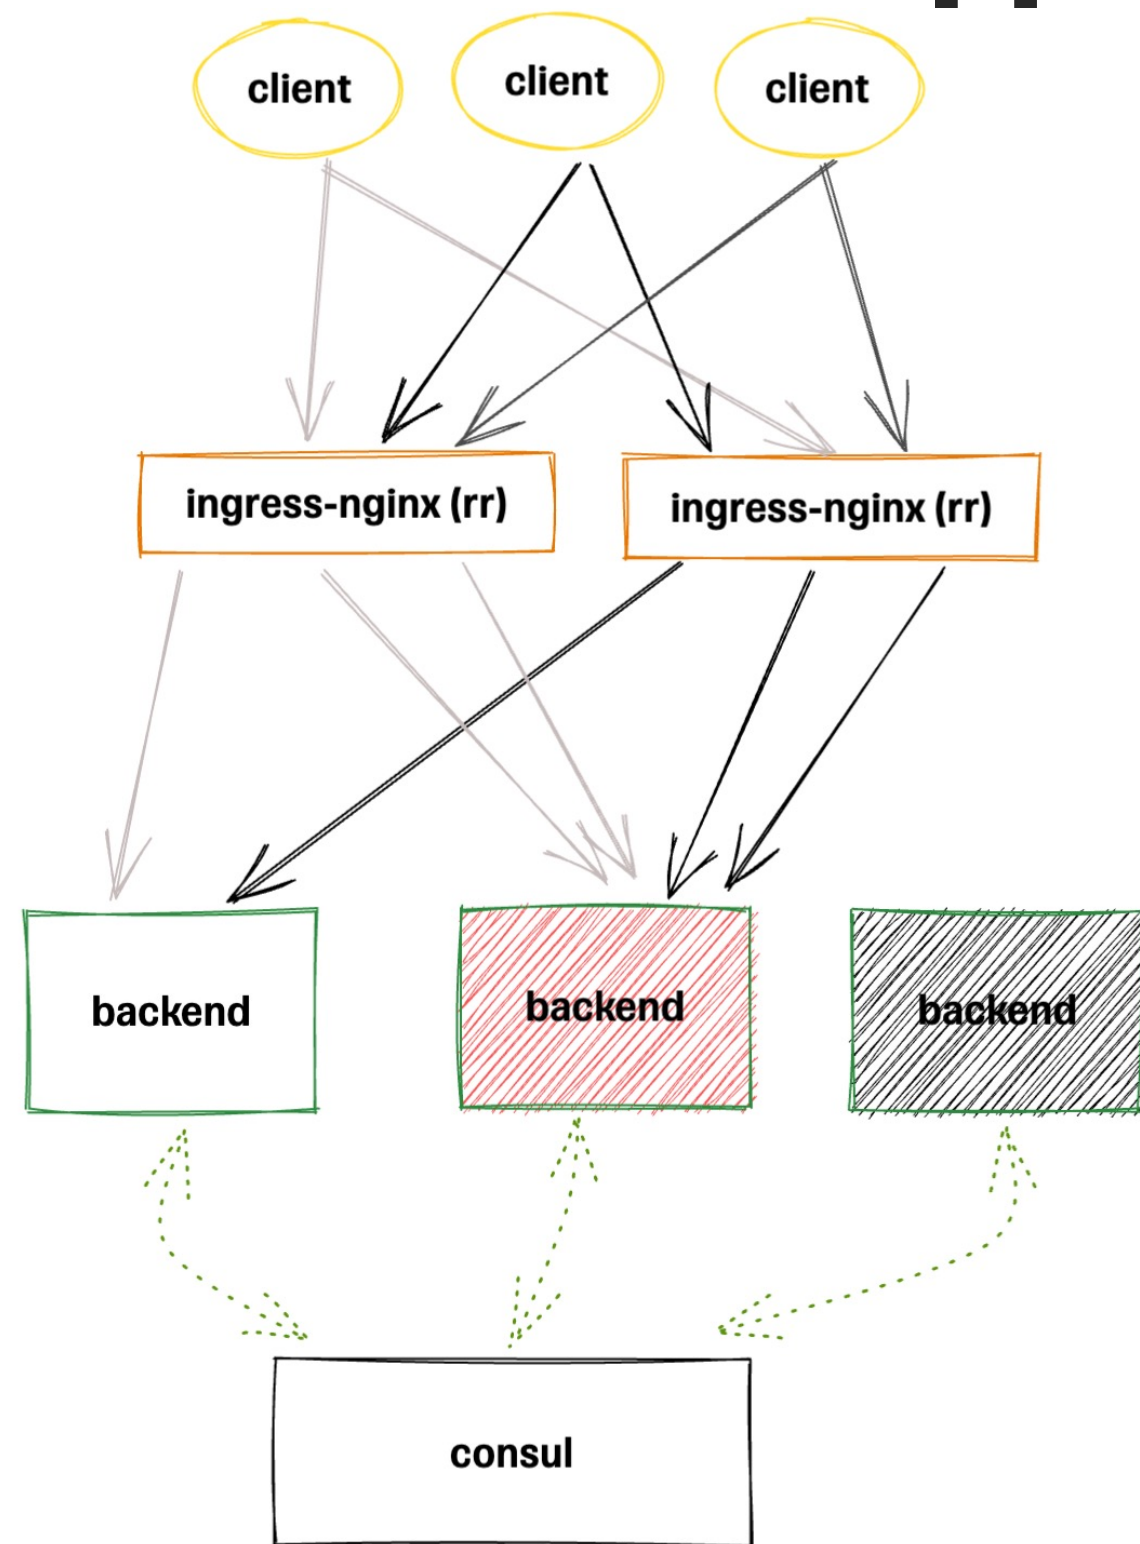 client
client
client
ingress-nginx (rr)
ingress-nginx (rr)
backend
backend
backend
consul